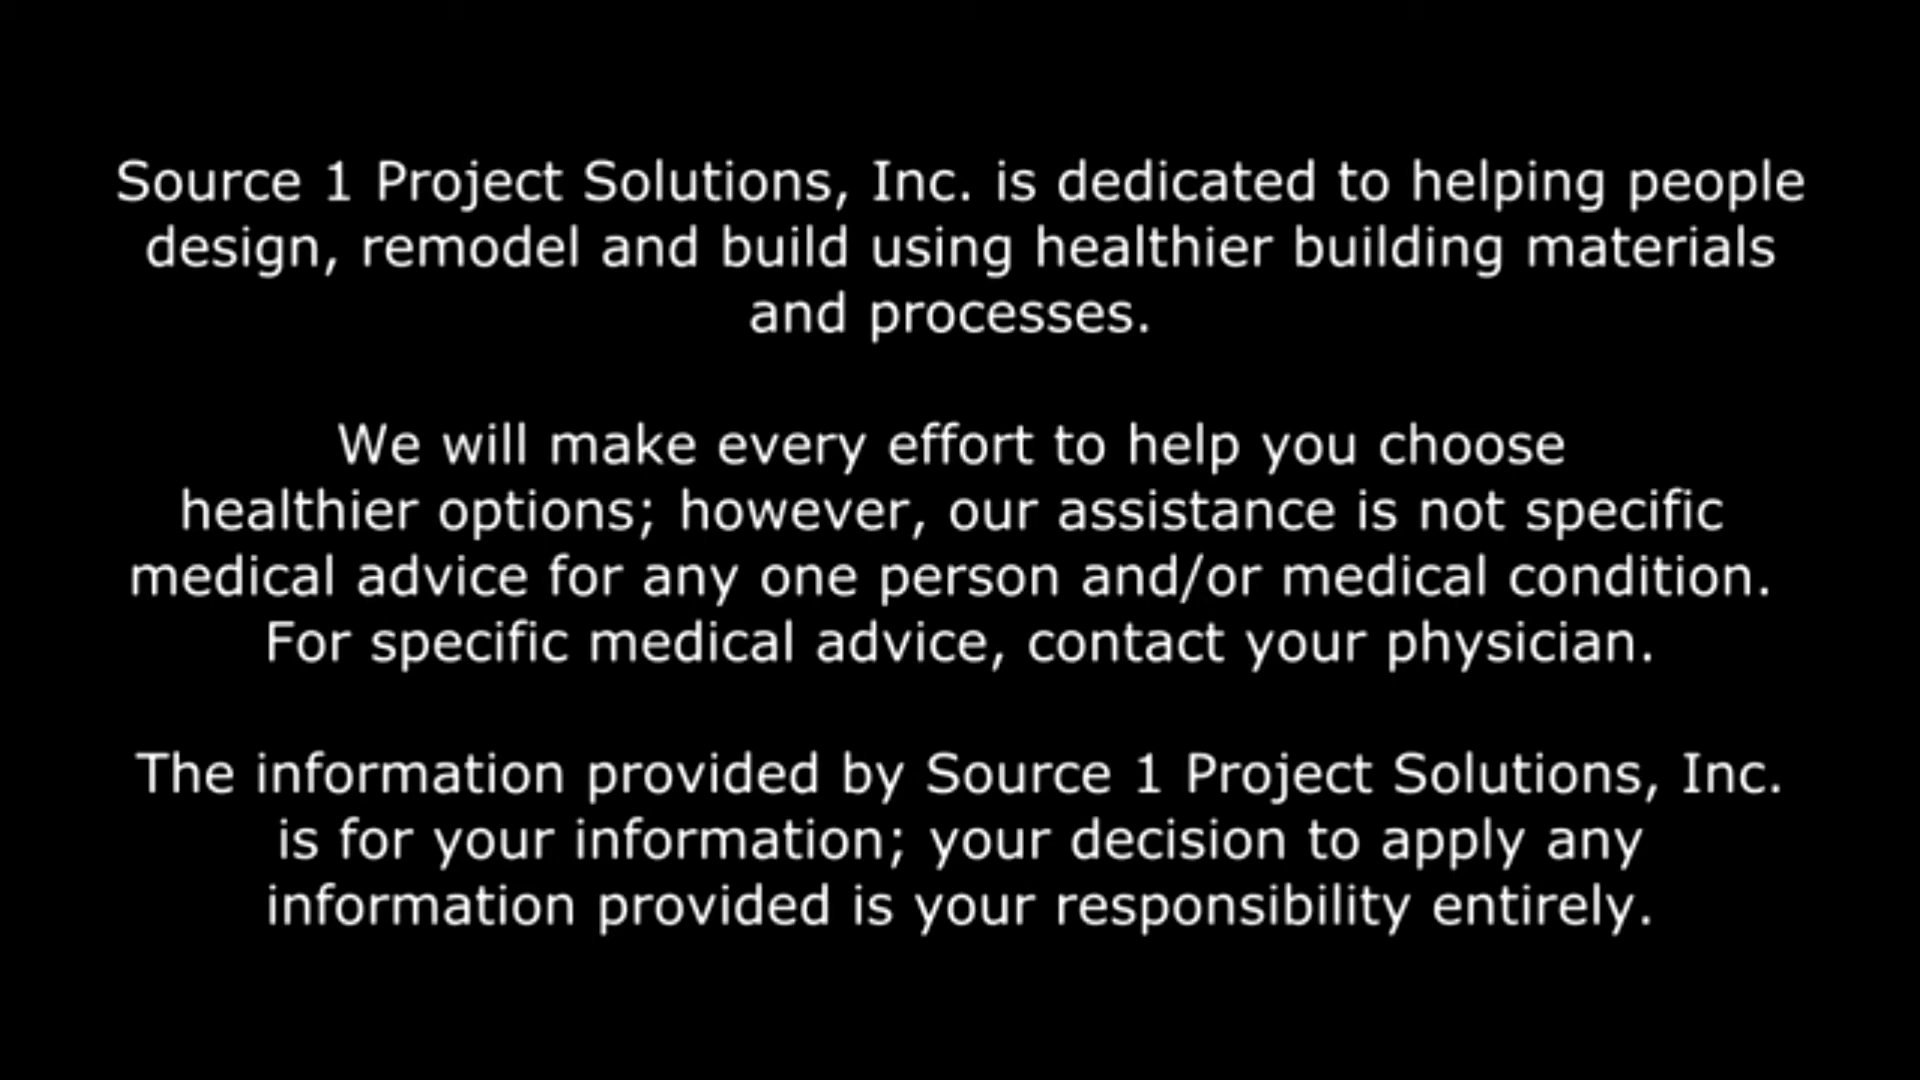 Source 1 Project Solutions, Inc. is dedicated to helping people
design, remodel and build using healthier building materials
and processes.
We will make every effort to help you choose
healthier options; however, our assistance is not specific
medical advice for any one person and/or medical condition.
For specific medical advice, contact your physician.
The information provided by Source 1 Project Solutions, Inc.
is for your information; your decision to apply any
information provided is your responsibility entirely.